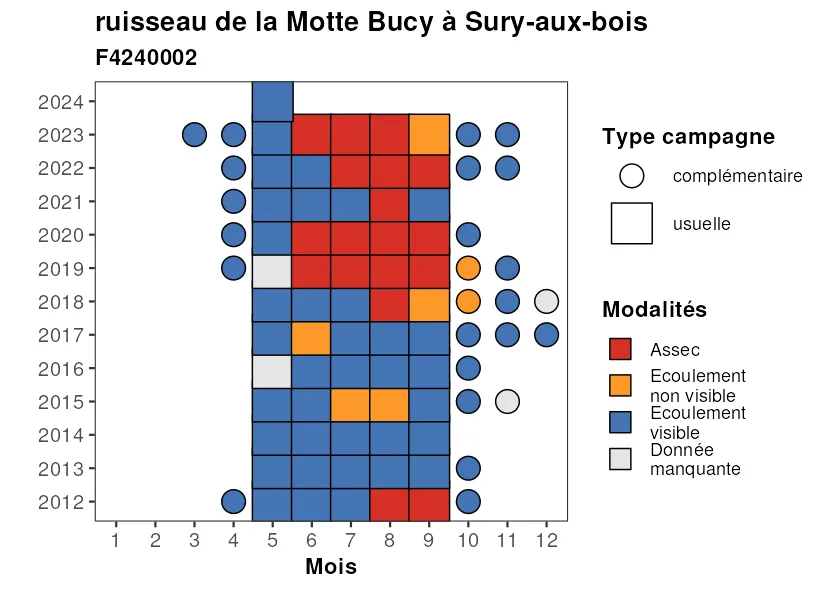 ruisseau de la Motte Bucy à Sury-aux-bois
F4240002
2024
2023
2022
2021
2020
2019
2018
2017
2016
2015
2014
2013
2012
1 2 3 4 5 6 7 8 9 10 11 12
Mois
Type campagne
complémentaire
usuelle
Modalités
Assec
Ecoulement
non visible
Ecoulement
visible
Donnée
manquante